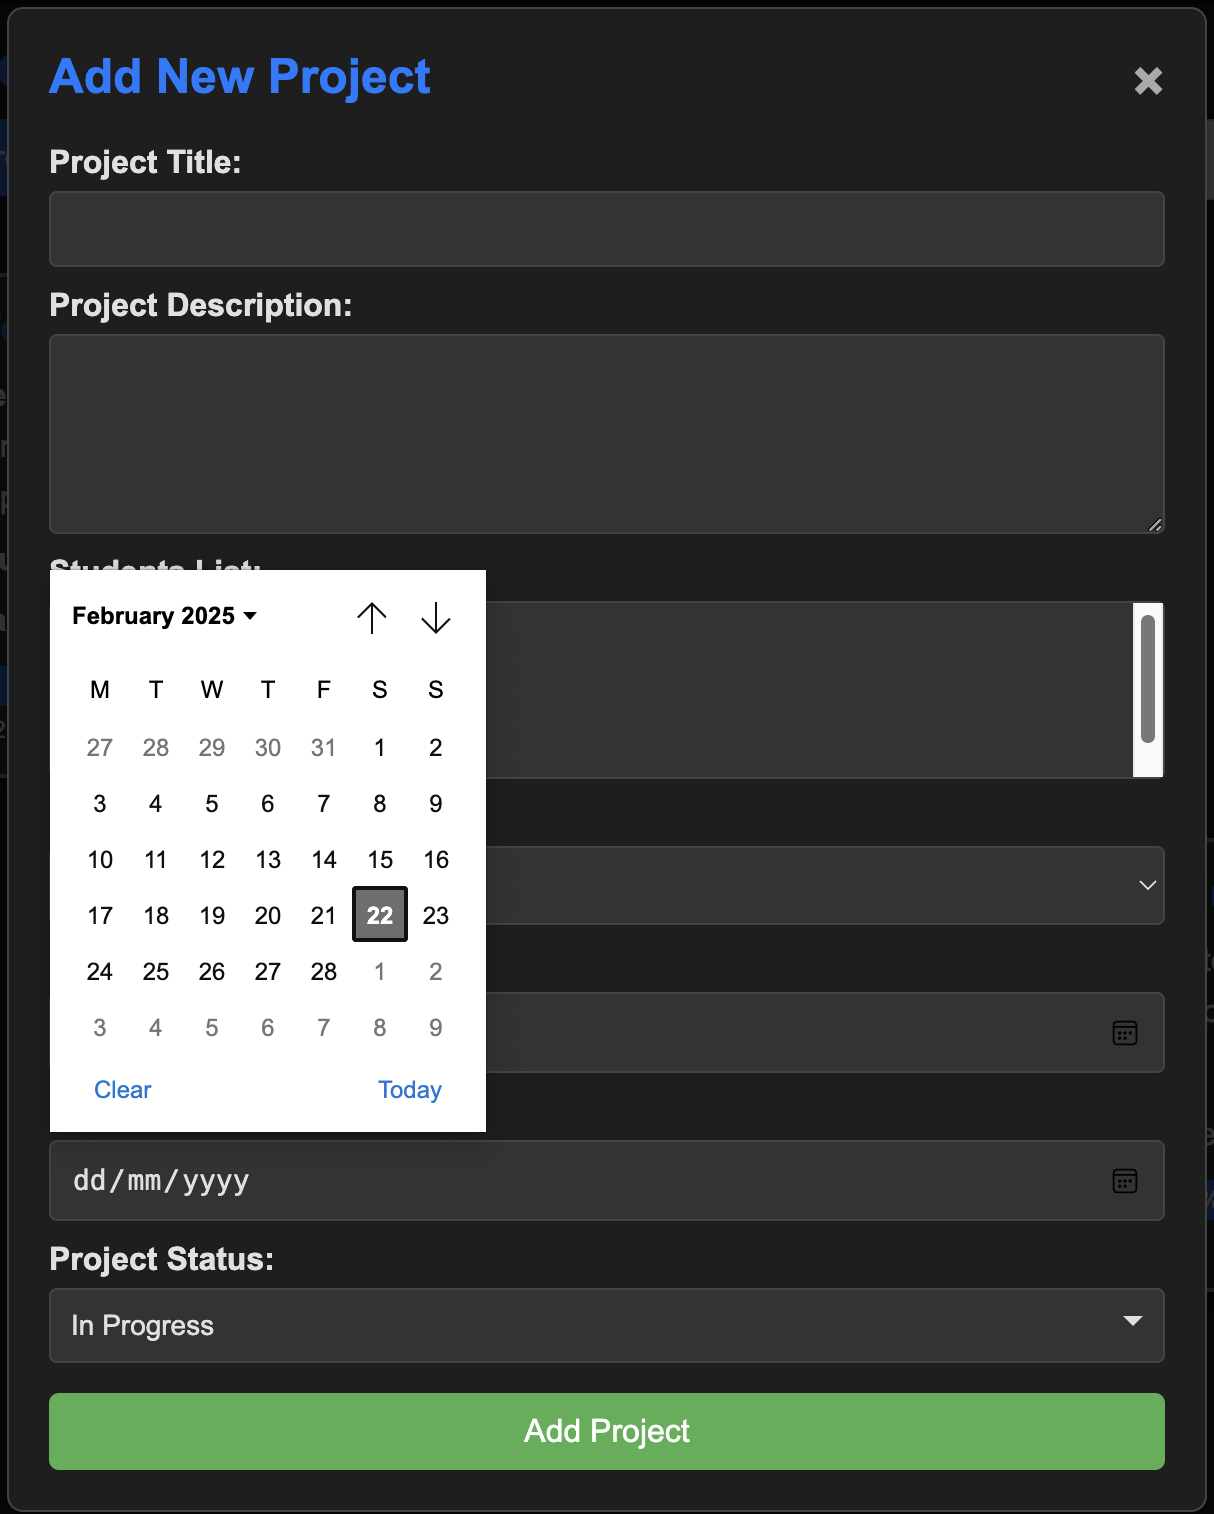 Add New Project
Project Title:
Project Description:
Students List:
February 2025
M T W T F S S
27 28 29 30 31 1 2
3 4 5 6 7 8 9
10 11 12 13 14 15 16
17 18 19 20 21 22 23
24 25 26 27 28 1 2
3 4 5 6 7 8 9
Clear Today
dd/mm/yyyy
Project Status:
In Progress
Add Project